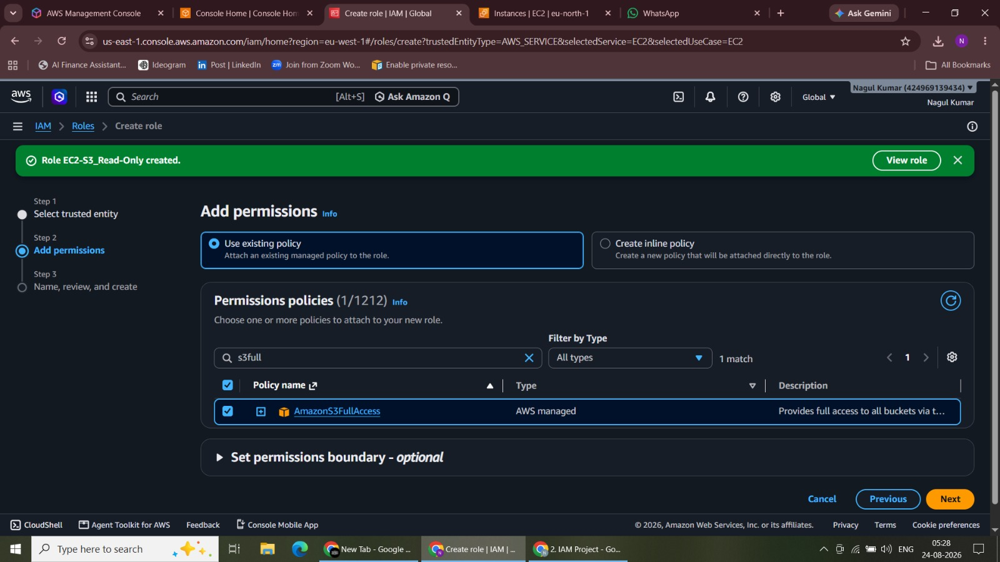 AWS Management Console
Console Home | Console Hom
Create role | IAM | Global
Instances | EC2 | eu-north-1
WhatsApp
Ask Gemini
us-east-1.console.aws.amazon.com/iam/home?region=eu-west-1#/roles/create?trustedEntityType=AWS_SERVICE&selectedService=EC2&selectedUseCase=EC2
N
AI Finance Assistant...
Ideogram
in Post | LinkedIn
zm Join from Zoom Wo...
Enable private reso...
All Bookmarks
aws
Search
[Alt+S]
Ask Amazon Q
Global
Nagul Kumar (424969139434)
Nagul Kumar
IAM
Roles
Create role
Role EC2-S3_Read-Only created.
View role
Step 1
Select trusted entity
Step 2
Add permissions
Step 3
Name, review, and create
Add permissions Info
Use existing policy
Attach an existing managed policy to the role.
Create inline policy
Create a new policy that will be attached directly to the role.
Permissions policies (1/1212) Info
Choose one or more policies to attach to your new role.
Filter by Type
s3full
All types
1 match
1
Policy name
Type
Description
AmazonS3FullAccess
AWS managed
Provides full access to all buckets via t...
Set permissions boundary - optional
Cancel
Previous
Next
CloudShell
Agent Toolkit for AWS
Feedback
Console Mobile App
© 2026, Amazon Web Services, Inc. or its affiliates.
Privacy
Terms
Cookie preferences
Type here to search
New Tab - Google ...
Create role | IAM | ...
2. IAM Project - Go...
ENG
05:28
24-08-2026